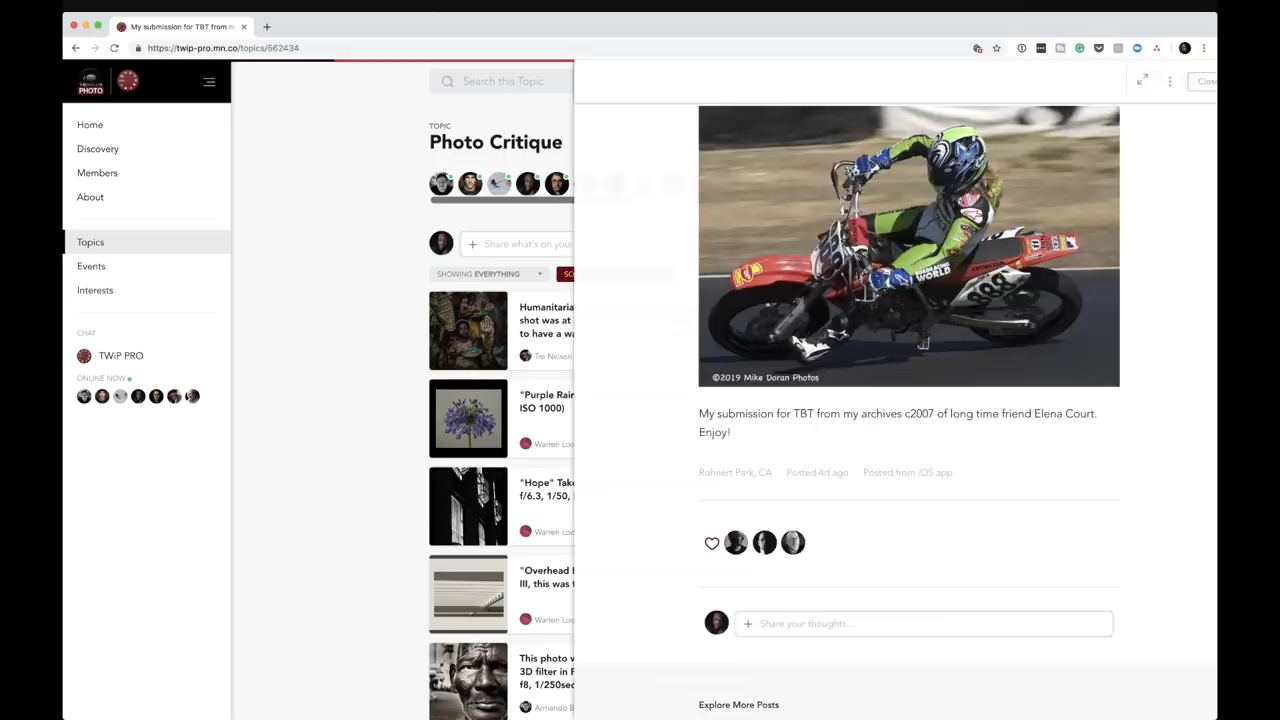 My submission for TBT from m
https://twip-pro.mn.co/topics/562434
PHOTO
Search this Topic
Close
Home
Discovery
Members
About
Topics
Events
Interests
CHAT
TWiP PRO
ONLINE NOW
TOPIC
Photo Critique
Share what's on your
SHOWING EVERYTHING
Humanitaria
shot was at
to have a wa
Tre Nelson
"Purple Rain
ISO 1000)
Warren Loo
"Hope" Take
f/6.3, 1/50,
Warren Loo
"Overhead
III, this was t
Warren Loo
This photo w
3D filter in
f8, 1/250sec
Armando B
ROADRACING
WORLD
©2019 Mike Doran Photos
My submission for TBT from my archives c2007 of long time friend Elena Court.
Enjoy!
Rohnert Park, CA Posted 4d ago Posted from iOS app
Share your thoughts...
Explore More Posts